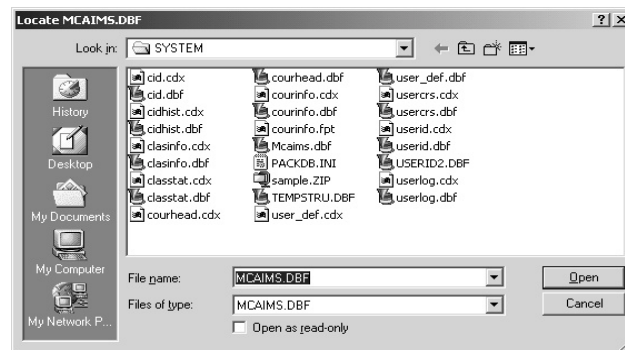 Locate MCAIMS.DBF
Look in: SYSTEM
History
Desktop
My Documents
My Computer
My Network P...
cid.cdx
cid.dbf
cidhist.cdx
cidhist.dbf
clasinfo.cdx
clasinfo.dbf
classtat.cdx
classtat.dbf
courhead.cdx
courhead.dbf
courinfo.cdx
courinfo.dbf
courinfo.fpt
Mcaims.dbf
PACKDB.INI
sample.ZIP
TEMPSTRU.DBF
user_def.cdx
user_def.dbf
usercrs.cdx
usercrs.dbf
userid.cdx
userid.dbf
USERID2.DBF
userlog.cdx
userlog.dbf
File name: MCAIMS.DBF Open
Files of type: MCAIMS.DBF Cancel
Open as read-only